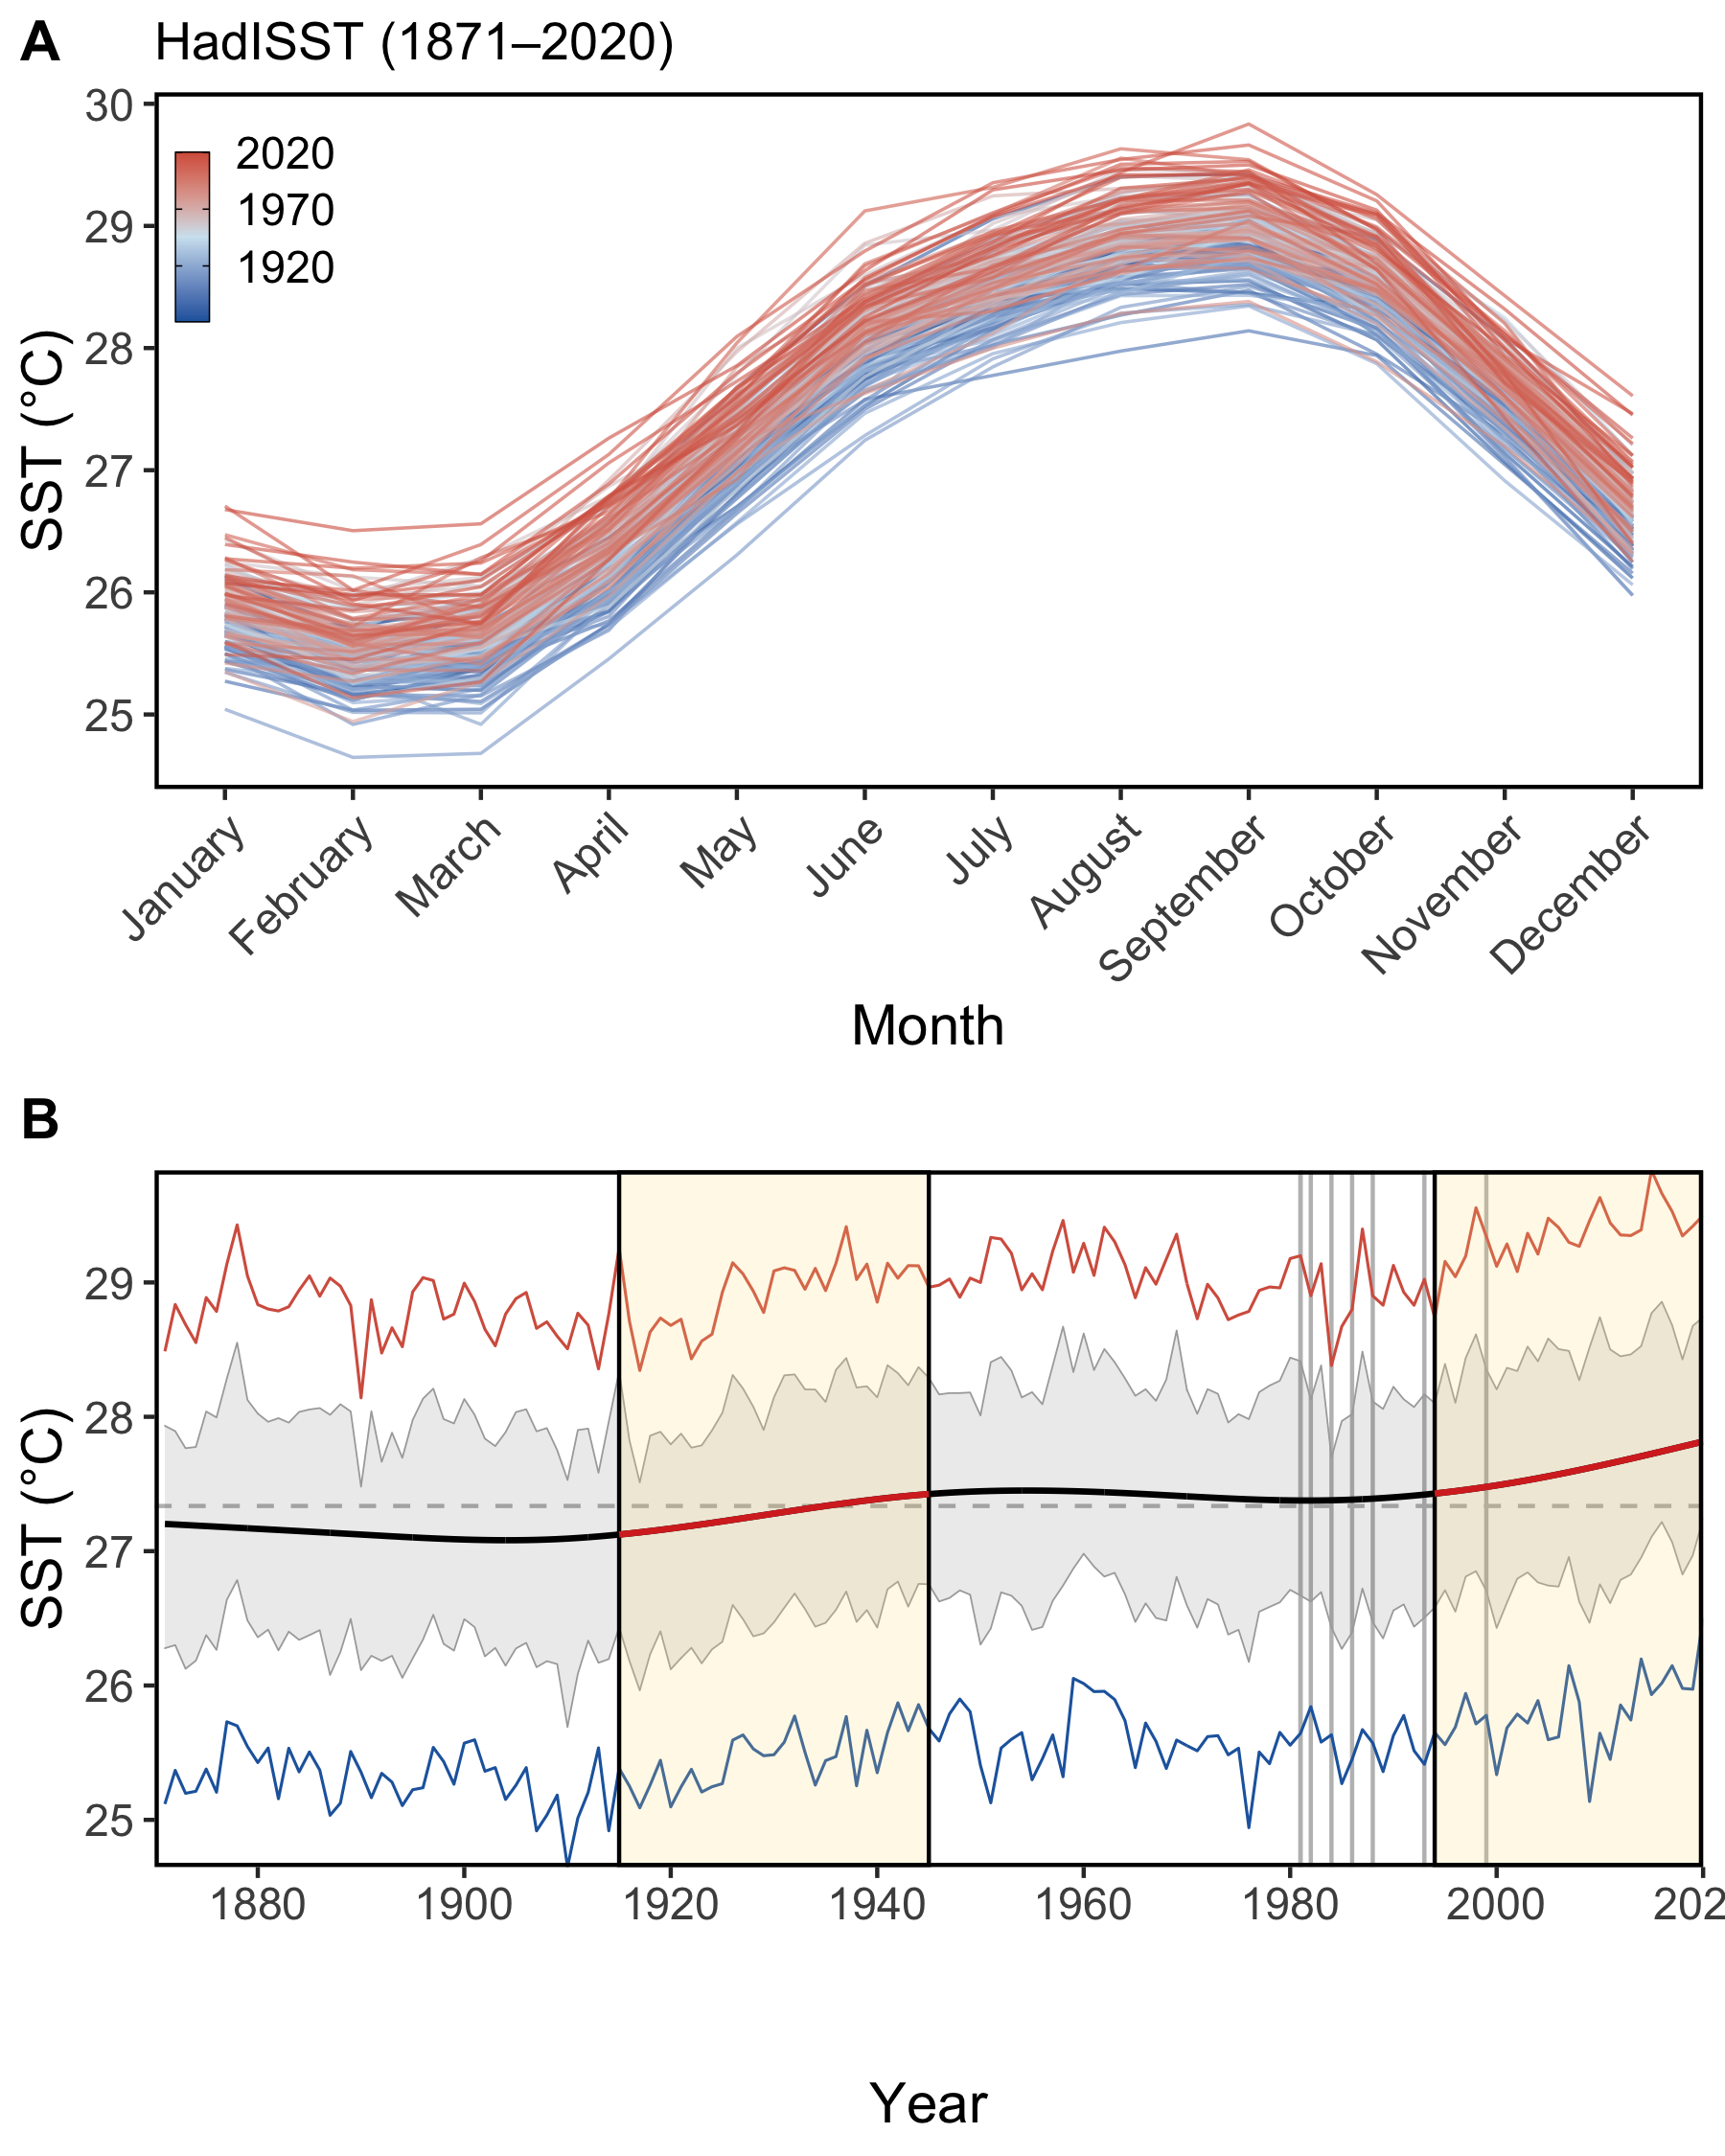 A HadISST (1871–2020)
30
29
28
27
26
25
SST (°C)
2020
1970
1920
January
February
March
April
May
June
July
August
September
October
November
December
Month
B
29
28
27
26
25
SST (°C)
1880 1900 1920 1940 1960 1980 2000 202
Year